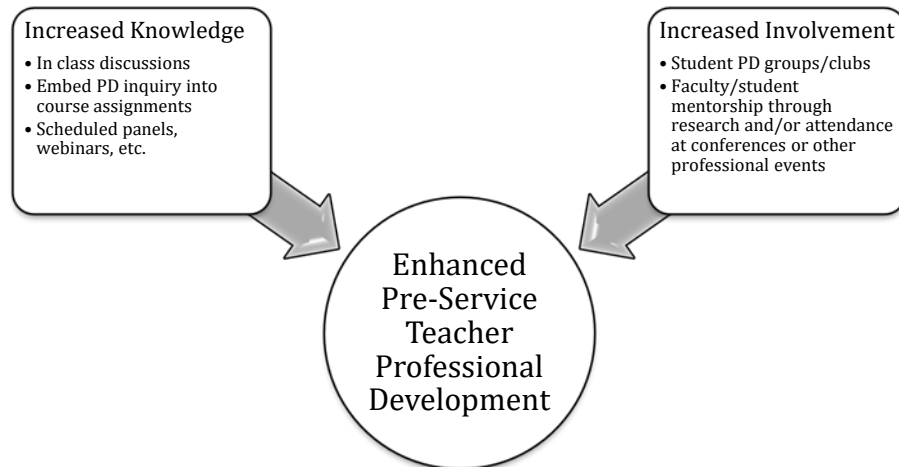 Increased Knowledge
• In class discussions
• Embed PD inquiry into
course assignments
• Scheduled panels,
webinars, etc.
Increased Involvement
• Student PD groups/clubs
• Faculty/student
mentorship through
research and/or attendance
at conferences or other
professional events
Enhanced
Pre-Service
Teacher
Professional
Development